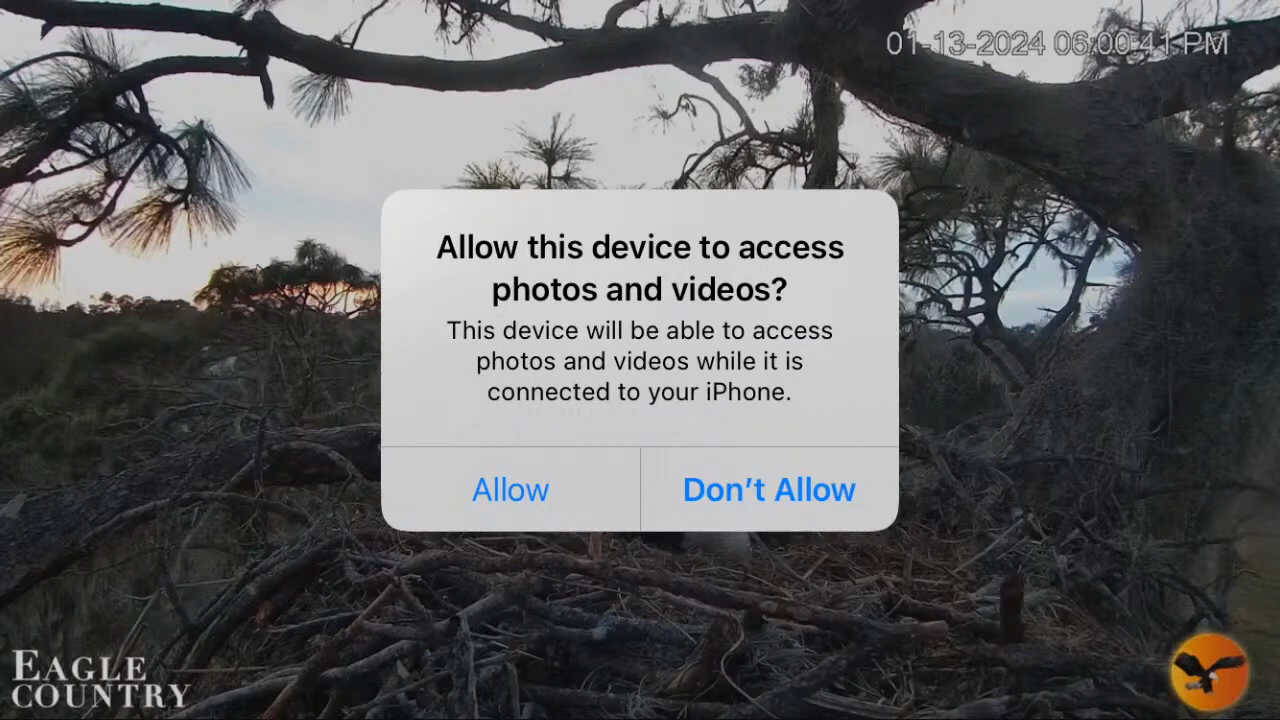 01-13-2024 06:00:41 PM
Allow this device to access
photos and videos?
This device will be able to access
photos and videos while it is
connected to your iPhone.
Allow
Don’t Allow
EAGLE
COUNTRY